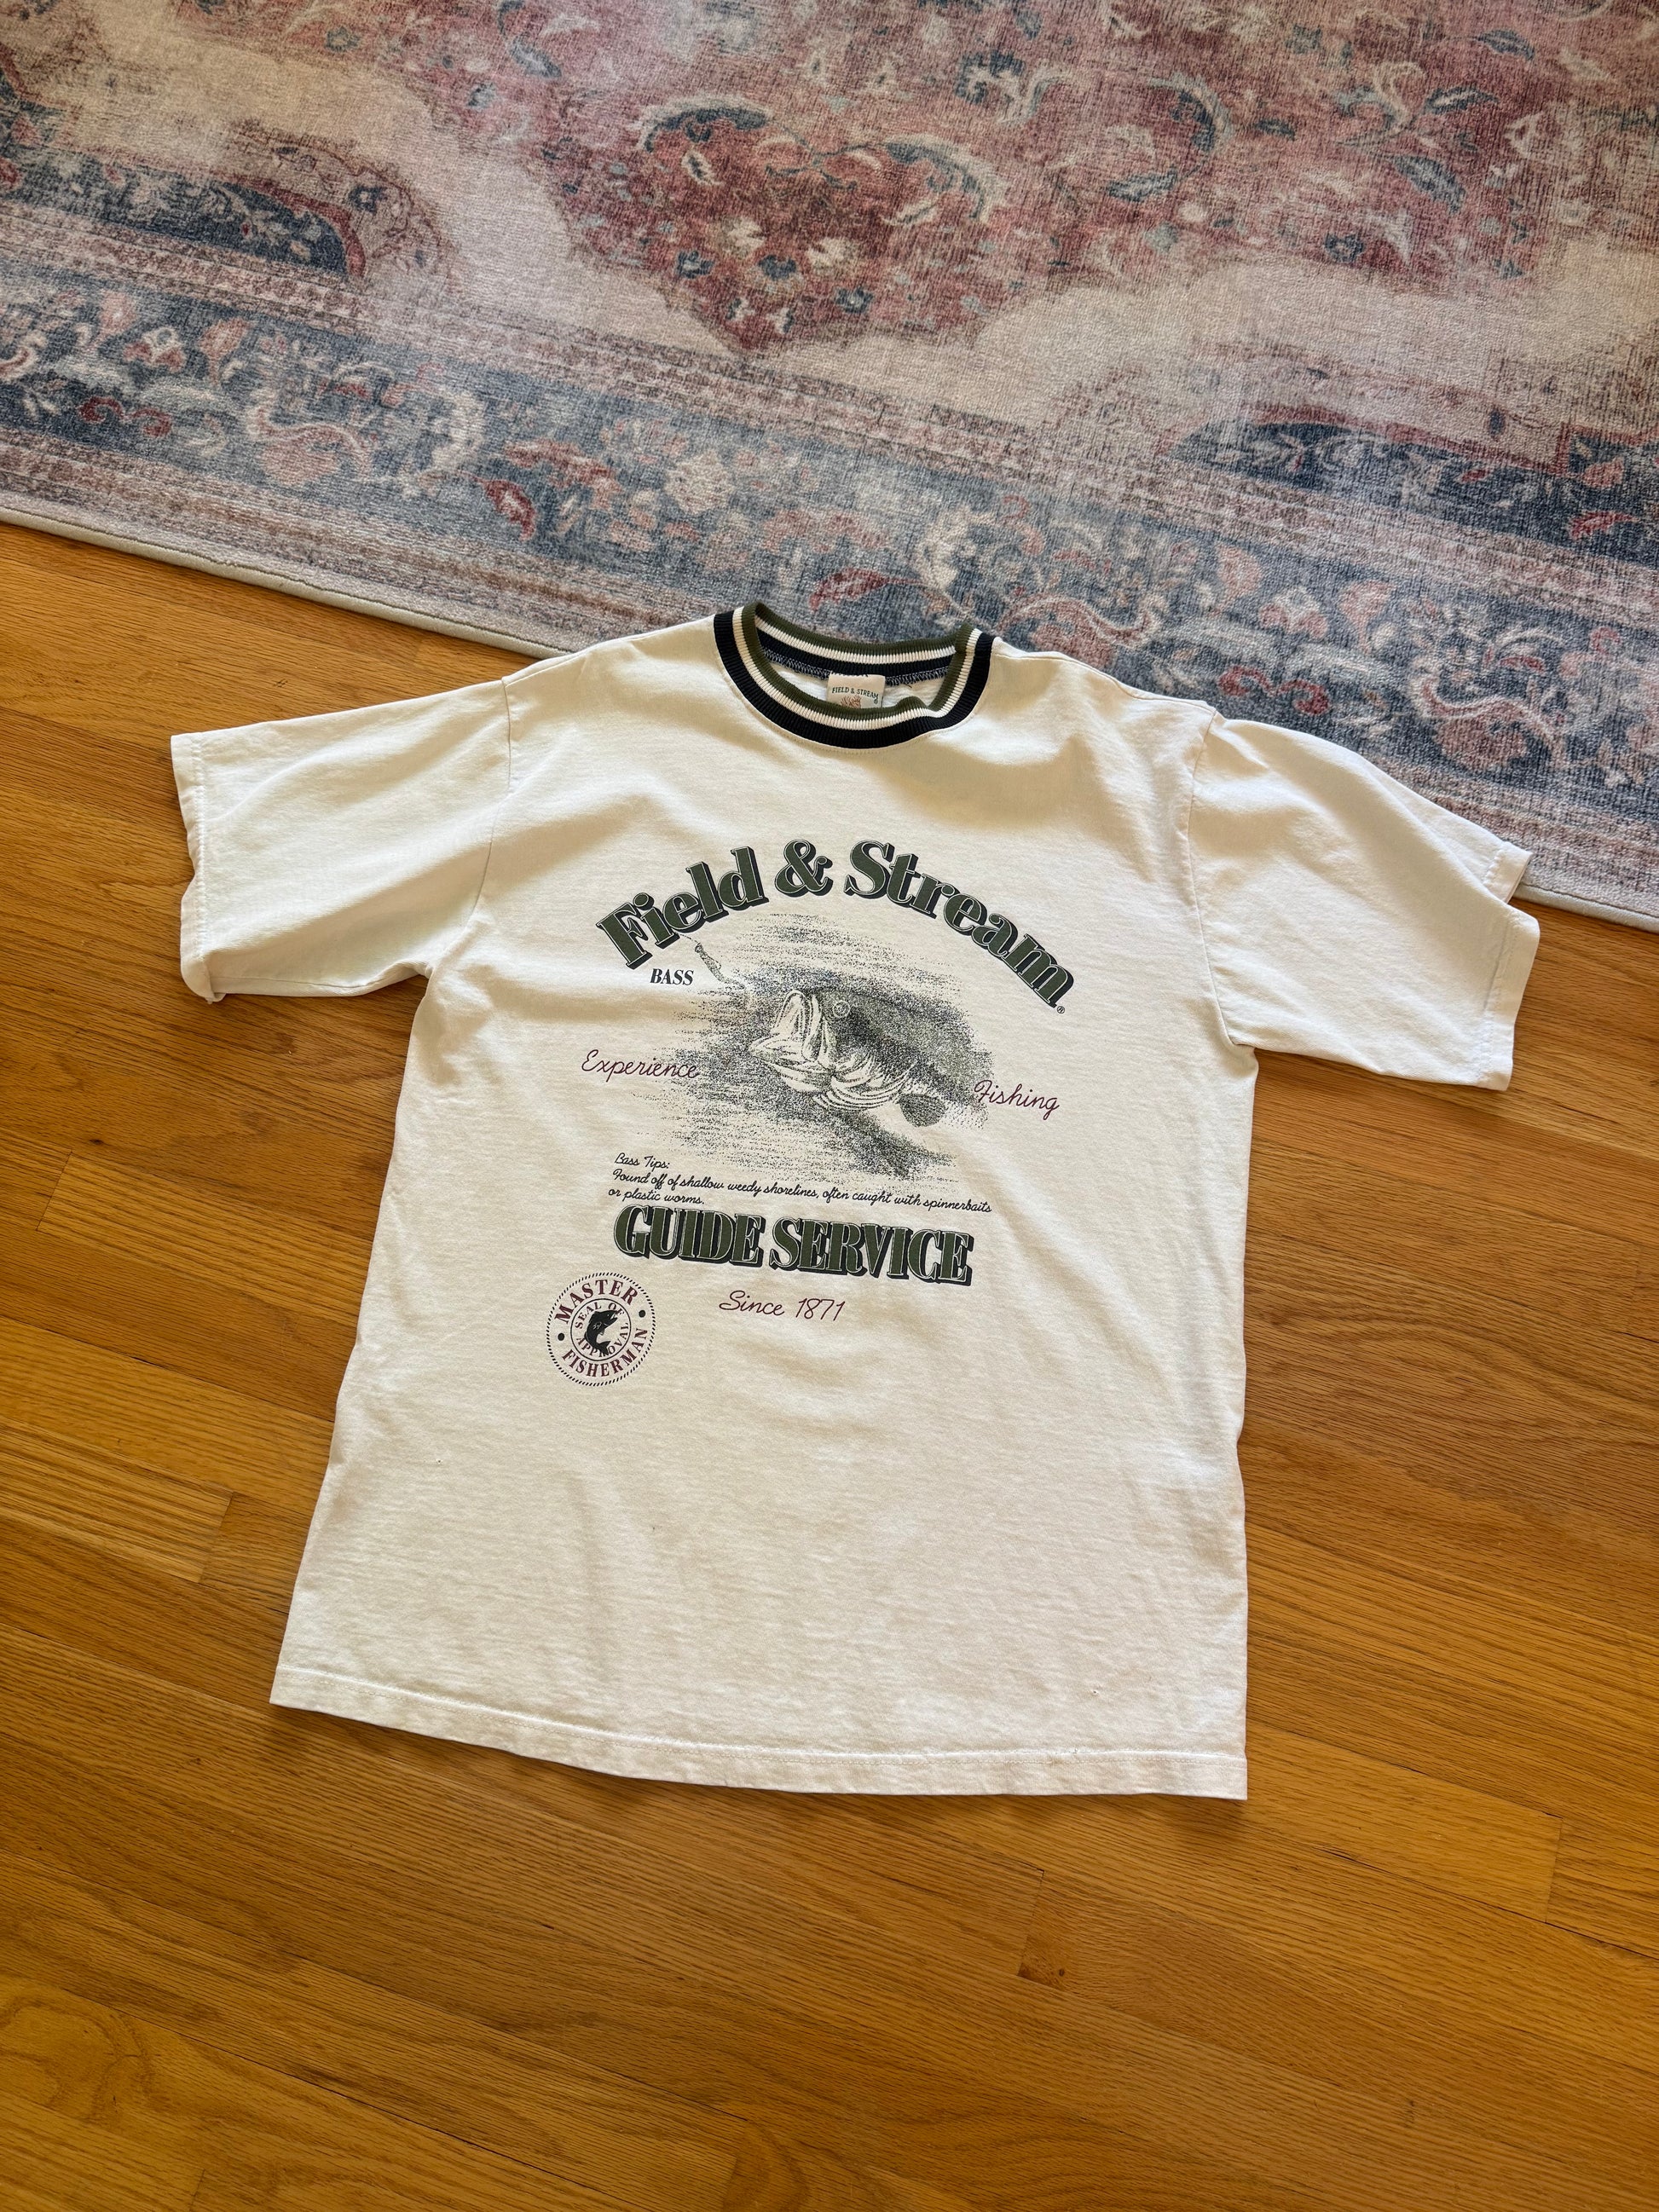 FIELD & STREAM
Field & Stream®
BASS
Experience
Fishing
Bass Tips:
Found off of shallow weedy shorelines, often caught with spinnerbaits
or plastic worms.
GUIDE SERVICE
Since 1871
MASTER
SEAL OF
APPROVAL
FISHERMAN